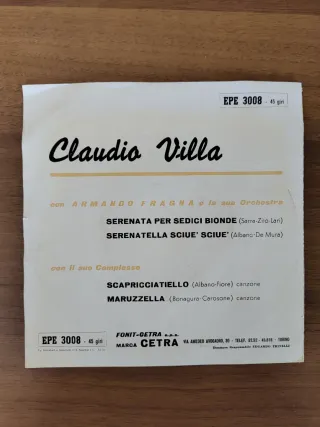 EPE 3008 - 45 giri
Claudio Villa
con ARMANDO FRAGNA e la sua Orchestra
SERENATA PER SEDICI BIONDE (Sarra-Zito-Lari)
SERENATELLA SCIUE' SCIUE' (Albano-De Mura)
con il suo Complesso
SCAPRICCIATIELLO (Albano-Fiore) canzone
MARUZZELLA (Bonagura-Carosone) canzone
EPE 3008 - 45 giri
FONIT-CETRA s.p.a.
MARCA CETRA
TORINO